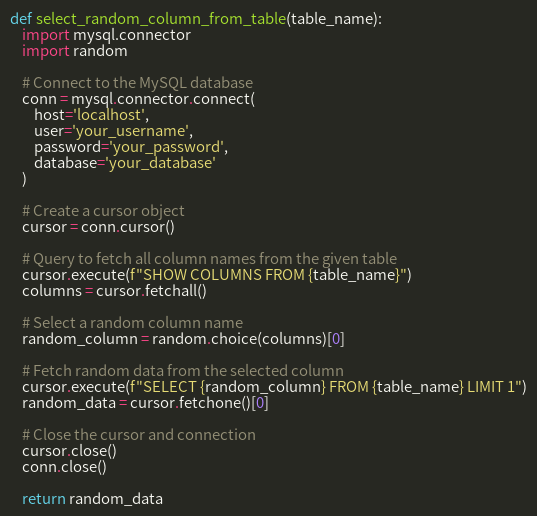 def select_random_column_from_table(table_name):
    import mysql.connector
    import random

    # Connect to the MySQL database
    conn = mysql.connector.connect(
        host='localhost',
        user='your_username',
        password='your_password',
        database='your_database'
    )

    # Create a cursor object
    cursor = conn.cursor()

    # Query to fetch all column names from the given table
    cursor.execute(f"SHOW COLUMNS FROM {table_name}")
    columns = cursor.fetchall()

    # Select a random column name
    random_column = random.choice(columns)[0]

    # Fetch random data from the selected column
    cursor.execute(f"SELECT {random_column} FROM {table_name} LIMIT 1")
    random_data = cursor.fetchone()[0]

    # Close the cursor and connection
    cursor.close()
    conn.close()

    return random_data